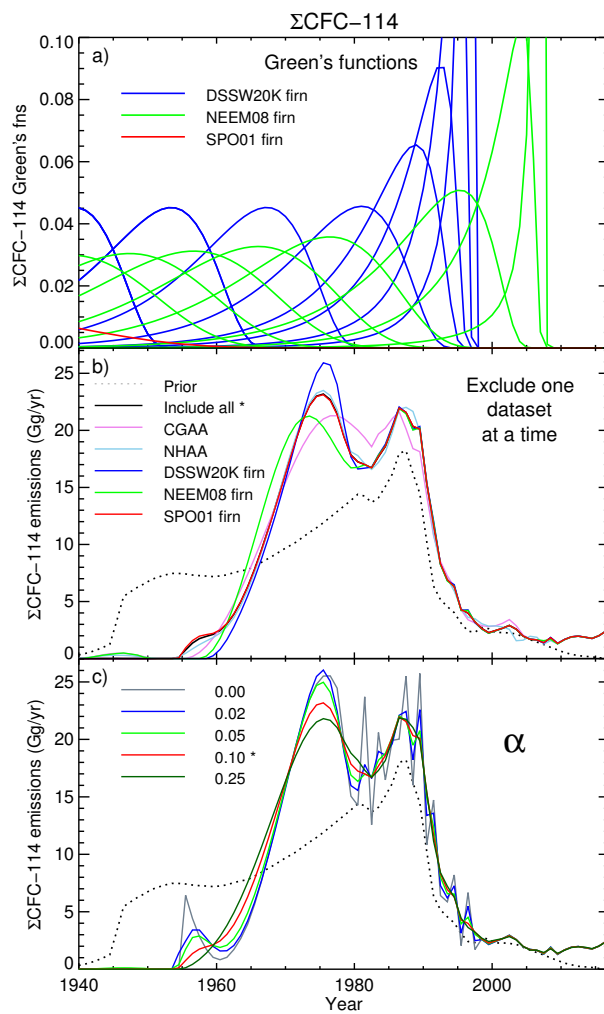 ΣCFC−114
a)
Green's functions
DSSW20K firn
NEEM08 firn
SPO01 firn
ΣCFC−114 Green's fns
0.10
0.08
0.06
0.04
0.02
0.00
b)
Exclude one
dataset
at a time
Prior
Include all *
CGAA
NHAA
DSSW20K firn
NEEM08 firn
SPO01 firn
ΣCFC−114 emissions (Gg/yr)
25
20
15
10
5
0
c)
0.00
0.02
0.05
0.10 *
0.25
α
ΣCFC−114 emissions (Gg/yr)
25
20
15
10
5
0
1940
1960
1980
2000
Year